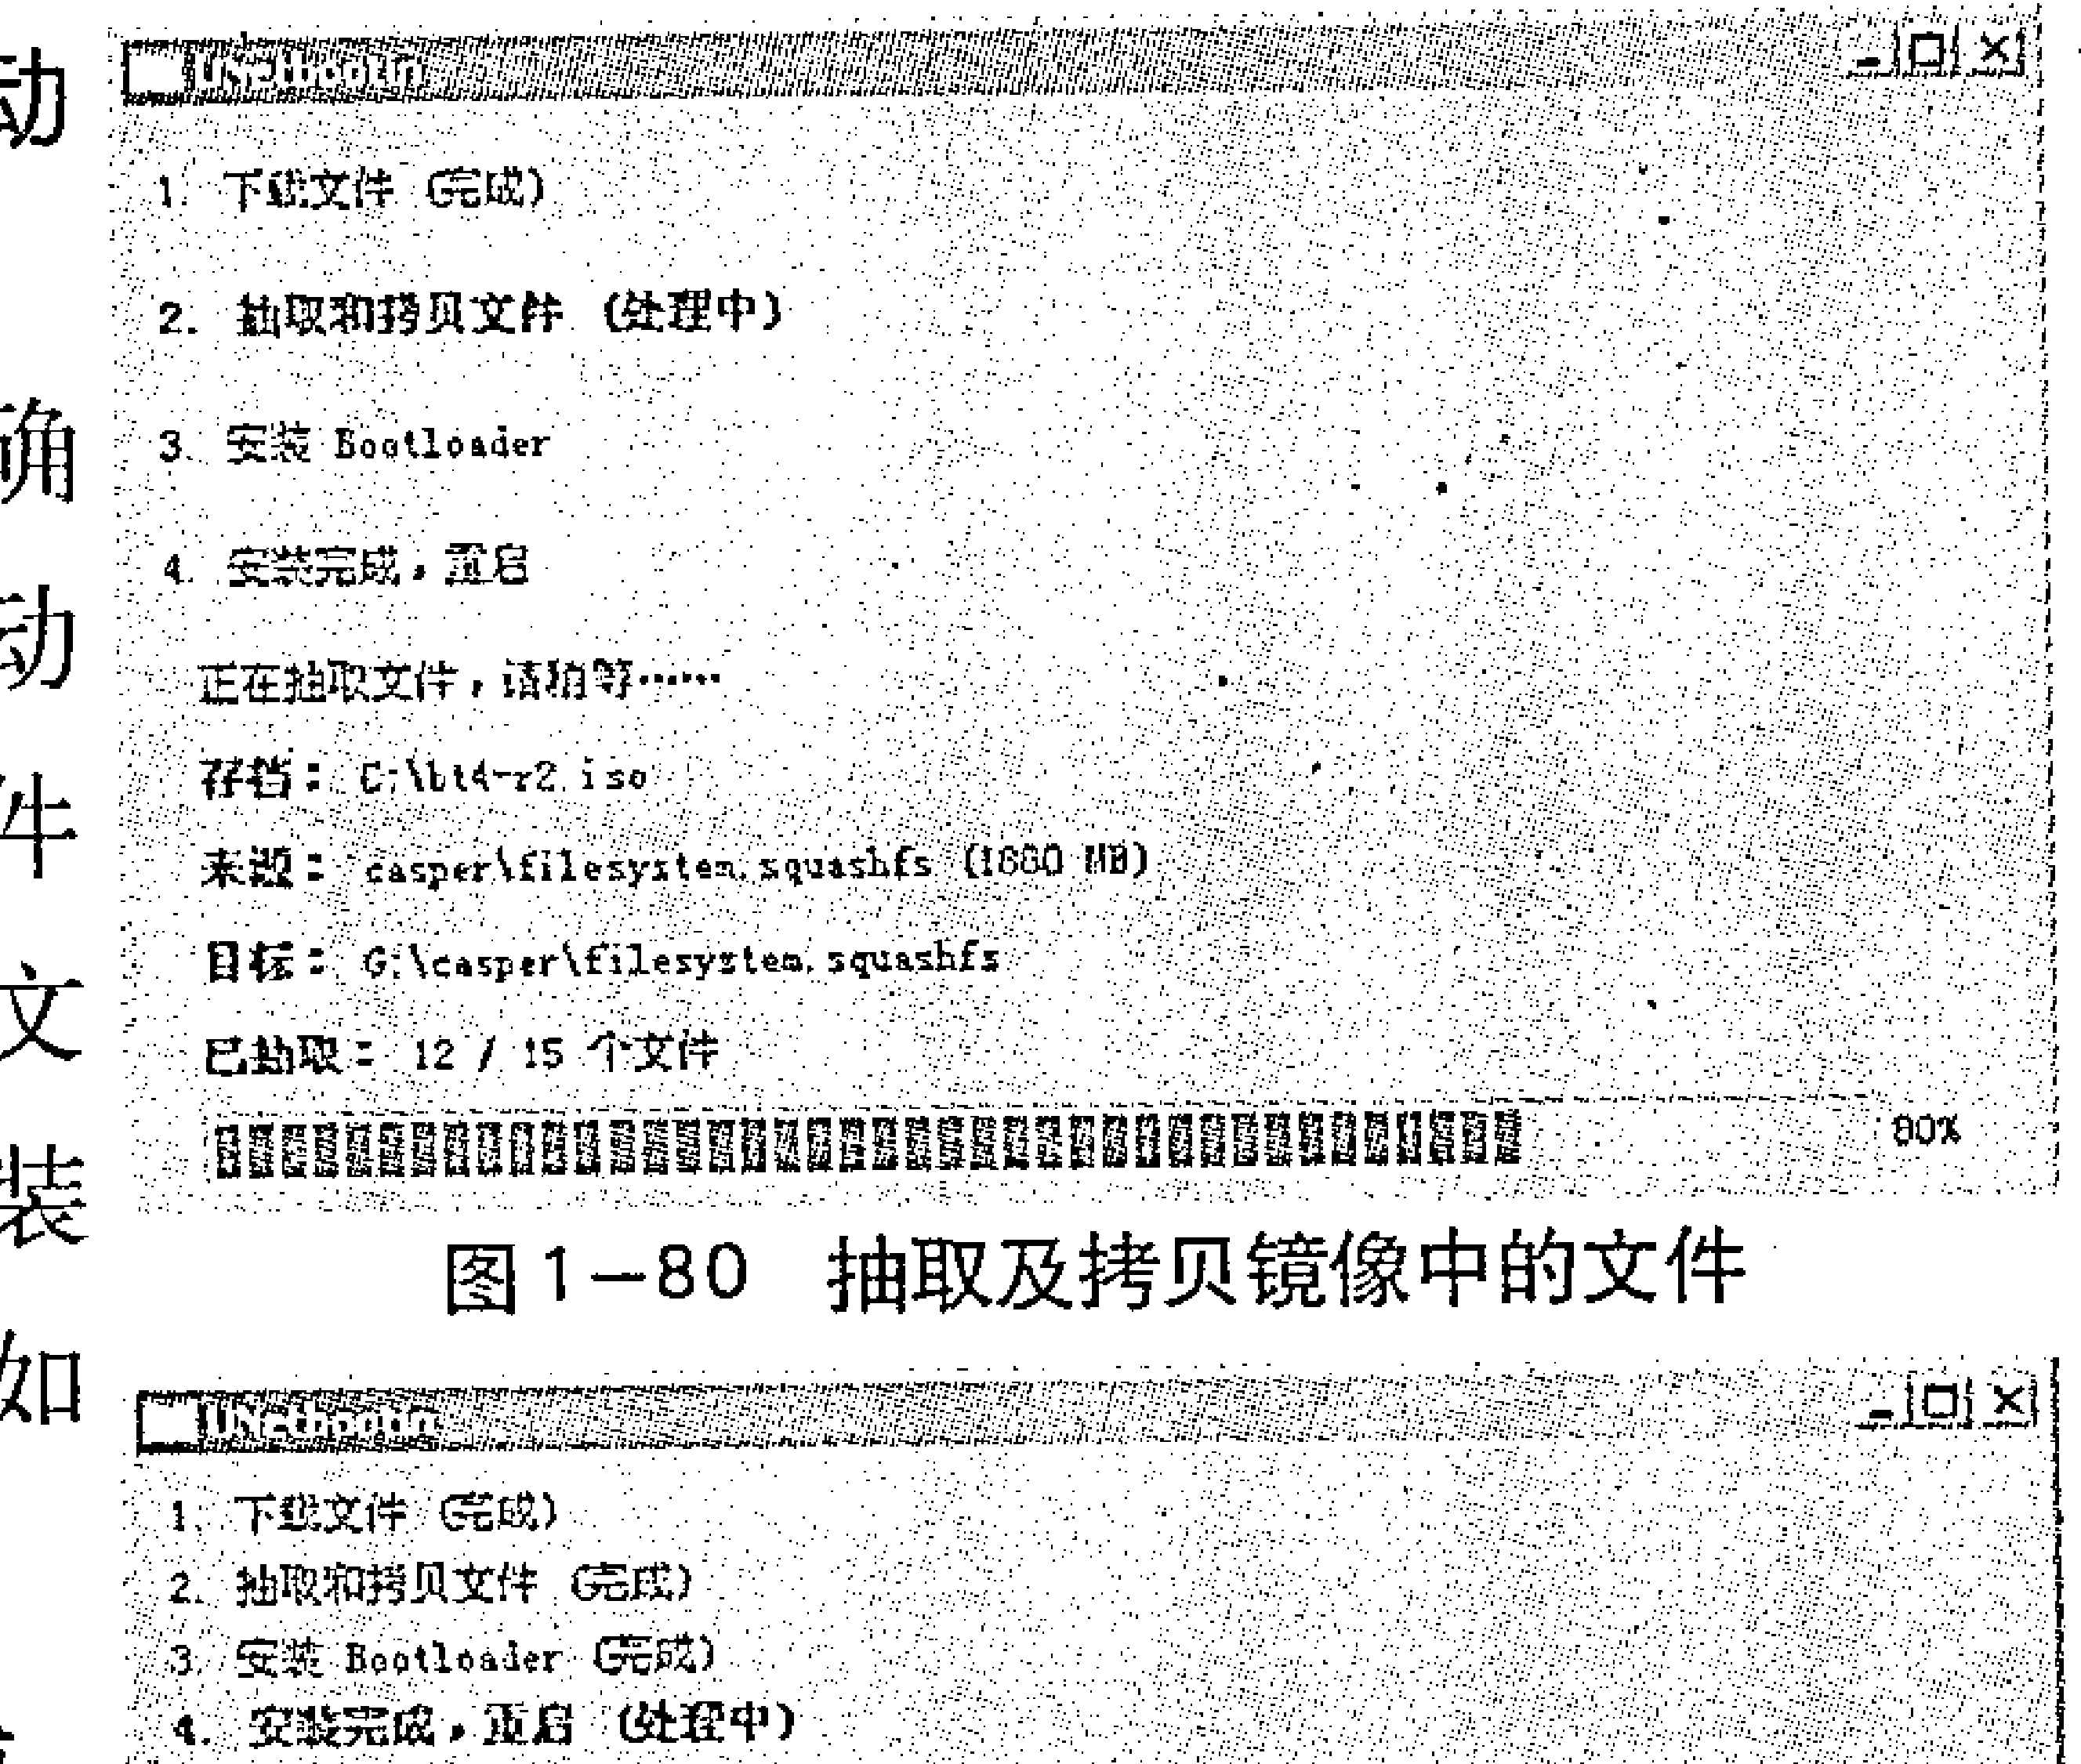 动
确
动
件
文
装
如
UNetbootin
1. 下载文件 (完成)
2. 抽取和拷贝文件 (处理中)
3. 安装 Bootloader
4. 安装完成，重启
正在抽取文件，请稍等……
存档： C:\bt4-r2.iso
来源： casper\filesystem.squashfs
目标： G:\casper\filesystem.squashfs
已抽取： 12 / 15 个文件
80%
图1-80 抽取及拷贝镜像中的文件
UNetbootin
1. 下载文件 (完成)
2. 抽取和拷贝文件 (完成)
3. 安装 Bootloader (完成)
4. 安装完成，重启 (处理中)